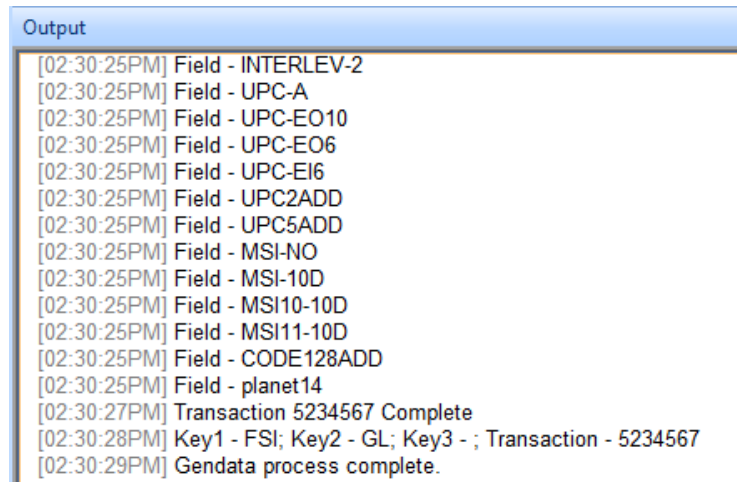 Output
[02:30:25PM] Field - INTERLEV-2
[02:30:25PM] Field - UPC-A
[02:30:25PM] Field - UPC-EO10
[02:30:25PM] Field - UPC-EO6
[02:30:25PM] Field - UPC-EI6
[02:30:25PM] Field - UPC2ADD
[02:30:25PM] Field - UPC5ADD
[02:30:25PM] Field - MSI-NO
[02:30:25PM] Field - MSI-10D
[02:30:25PM] Field - MSI10-10D
[02:30:25PM] Field - MSI11-10D
[02:30:25PM] Field - CODE128ADD
[02:30:25PM] Field - planet14
[02:30:27PM] Transaction 5234567 Complete
[02:30:28PM] Key1 - FSI; Key2 - GL; Key3 - ; Transaction - 5234567
[02:30:29PM] Gendata process complete.